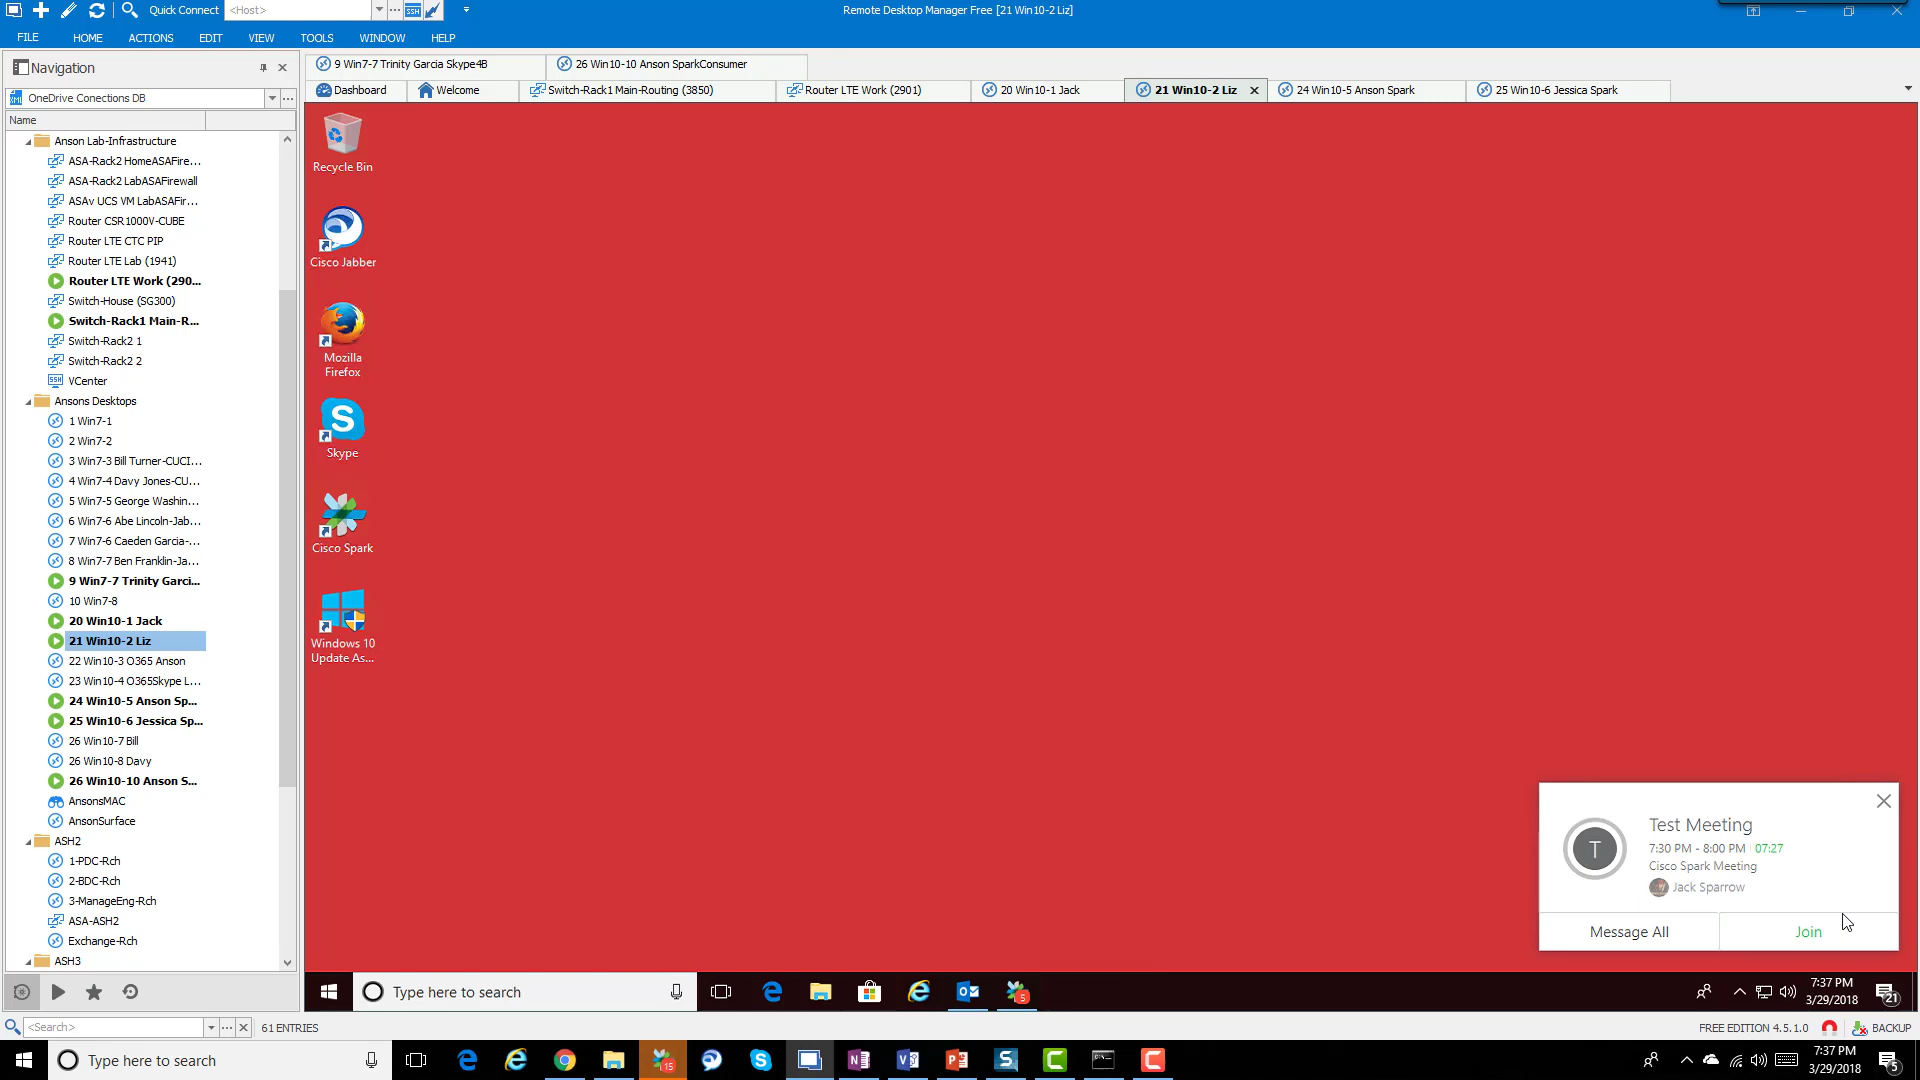 Quick Connect
<Host>
SSH
Remote Desktop Manager Free [21 Win10-2 Liz]
FILE
HOME
ACTIONS
EDIT
VIEW
TOOLS
WINDOW
HELP
Navigation
OneDrive Conections DB
Name
Anson Lab-Infrastructure
ASA-Rack2 HomeASAFire...
ASA-Rack2 LabASAFirewall
ASAv UCS VM LabASAFir...
Router CSR1000V-CUBE
Router LTE CTC PIP
Router LTE Lab (1941)
Router LTE Work (290...
Switch-House (SG300)
Switch-Rack1 Main-R...
Switch-Rack2 1
Switch-Rack2 2
SSH VCenter
Ansons Desktops
1 Win7-1
2 Win7-2
3 Win7-3 Bill Turner-CUCI...
4 Win7-4 Davy Jones-CU...
5 Win7-5 George Washin...
6 Win7-6 Abe Lincoln-Jab...
7 Win7-6 Caeden Garcia-...
8 Win7-7 Ben Franklin-Ja...
9 Win7-7 Trinity Garci...
10 Win7-8
20 Win10-1 Jack
21 Win10-2 Liz
22 Win10-3 O365 Anson
23 Win10-4 O365Skype L...
24 Win10-5 Anson Sp...
25 Win10-6 Jessica Sp...
26 Win10-7 Bill
26 Win10-8 Davy
26 Win10-10 Anson S...
AnsonsMAC
AnsonSurface
ASH2
1-PDC-Rch
2-BDC-Rch
3-ManageEng-Rch
ASA-ASH2
Exchange-Rch
ASH3
<Search>
61 ENTRIES
9 Win7-7 Trinity Garcia Skype4B
26 Win10-10 Anson SparkConsumer
Dashboard
Welcome
Switch-Rack1 Main-Routing (3850)
Router LTE Work (2901)
20 Win10-1 Jack
21 Win10-2 Liz
24 Win10-5 Anson Spark
25 Win10-6 Jessica Spark
Recycle Bin
Cisco Jabber
Mozilla
Firefox
Skype
Cisco Spark
Windows 10
Update As...
T
Test Meeting
7:30 PM - 8:00 PM | 07:27
Cisco Spark Meeting
Jack Sparrow
Message All
Join
Type here to search
5
7:37 PM
3/29/2018
21
FREE EDITION 4.5.1.0
BACKUP
Type here to search
15
7:37 PM
3/29/2018
5